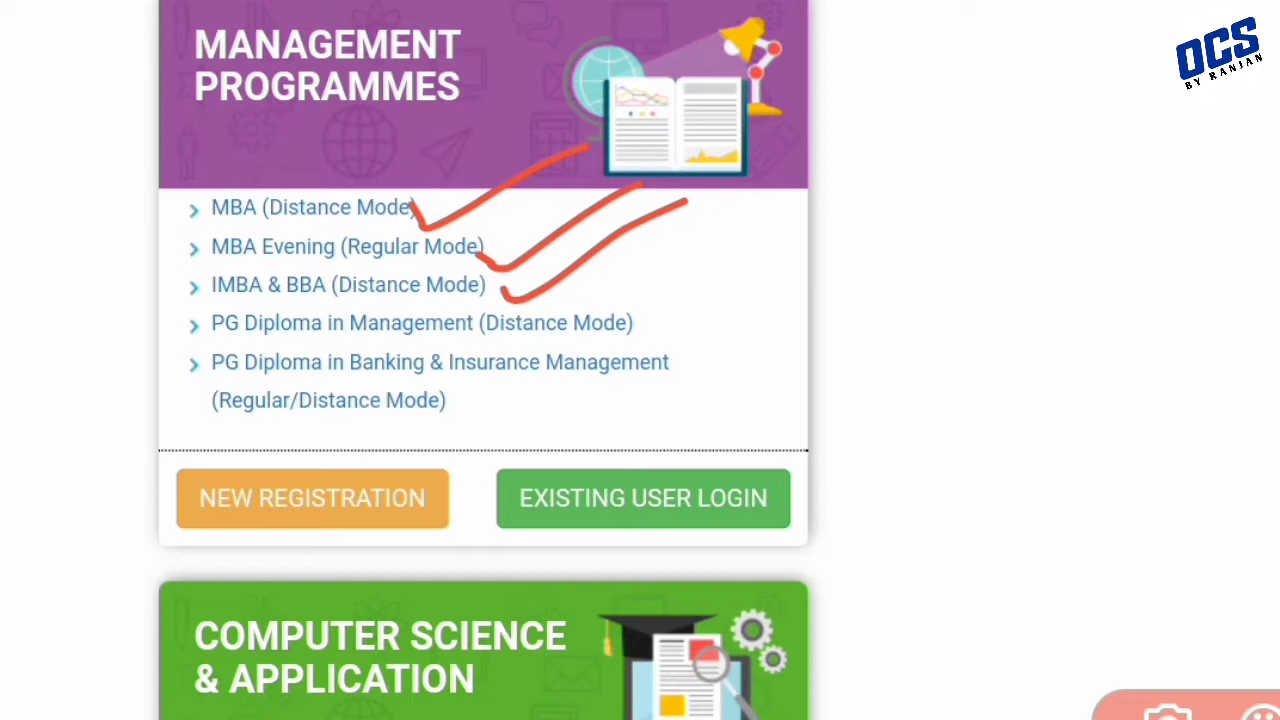 MANAGEMENT
PROGRAMMES
OCS
BY RANJAN
MBA (Distance Mode)
MBA Evening (Regular Mode)
IMBA & BBA (Distance Mode)
PG Diploma in Management (Distance Mode)
PG Diploma in Banking & Insurance Management
(Regular/Distance Mode)
NEW REGISTRATION
EXISTING USER LOGIN
COMPUTER SCIENCE
& APPLICATION